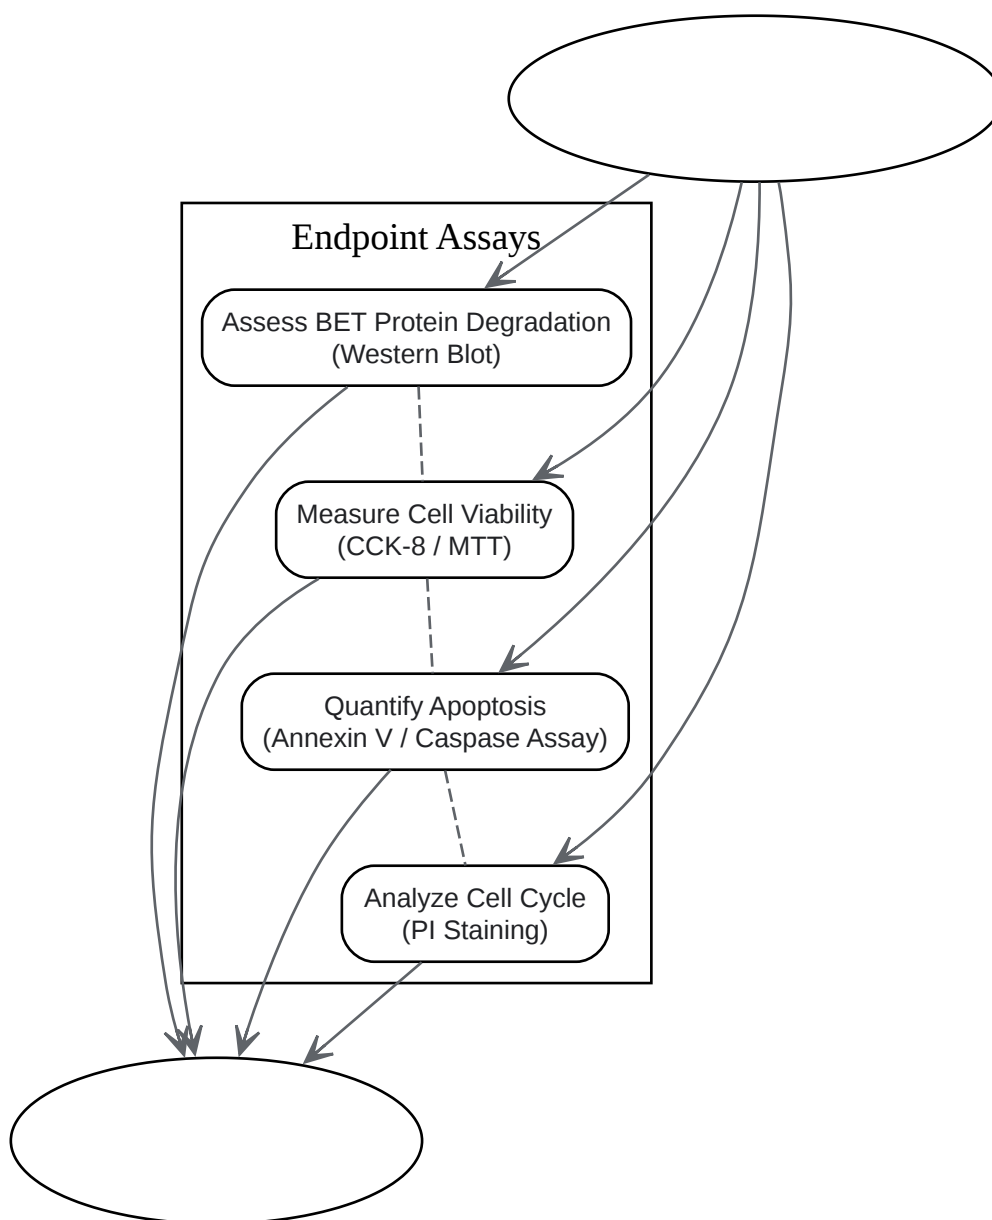 Endpoint Assays
Assess BET Protein Degradation
(Western Blot)
Measure Cell Viability
(CCK-8 / MTT)
Quantify Apoptosis
(Annexin V / Caspase Assay)
Analyze Cell Cycle
(PI Staining)